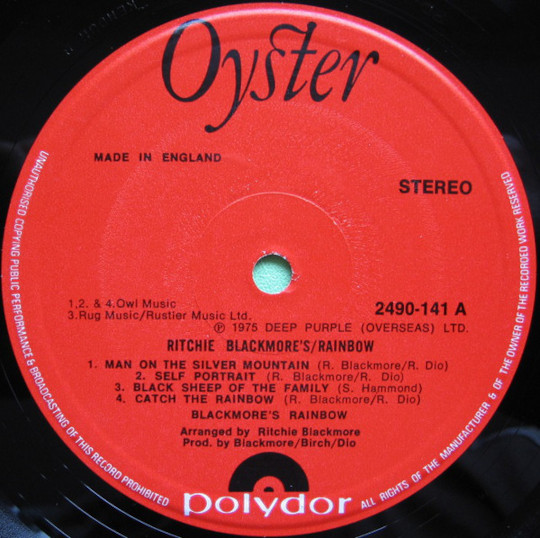 Oyster
MADE IN ENGLAND
STEREO
1,2. & 4.Owl Music
3.Rug Music/Rustler Music Ltd.
2490-141 A
℗ 1975 DEEP PURPLE (OVERSEAS) LTD.
RITCHIE BLACKMORE'S/RAINBOW
1. MAN ON THE SILVER MOUNTAIN (R. Blackmore/R. Dio)
2. SELF PORTRAIT (R. Blackmore/R. Dio)
3. BLACK SHEEP OF THE FAMILY (S. Hammond)
4. CATCH THE RAINBOW (R. Blackmore/R. Dio)
BLACKMORE'S RAINBOW
Arranged by Ritchie Blackmore
Prod. by Blackmore/Birch/Dio
polydor
ALL RIGHTS OF THE MANUFACTURER & OF THE OWNER OF THE RECORDED WORK RESERVED
UNAUTHORISED COPYING PUBLIC PERFORMANCE & BROADCASTING OF THIS RECORD PROHIBITED